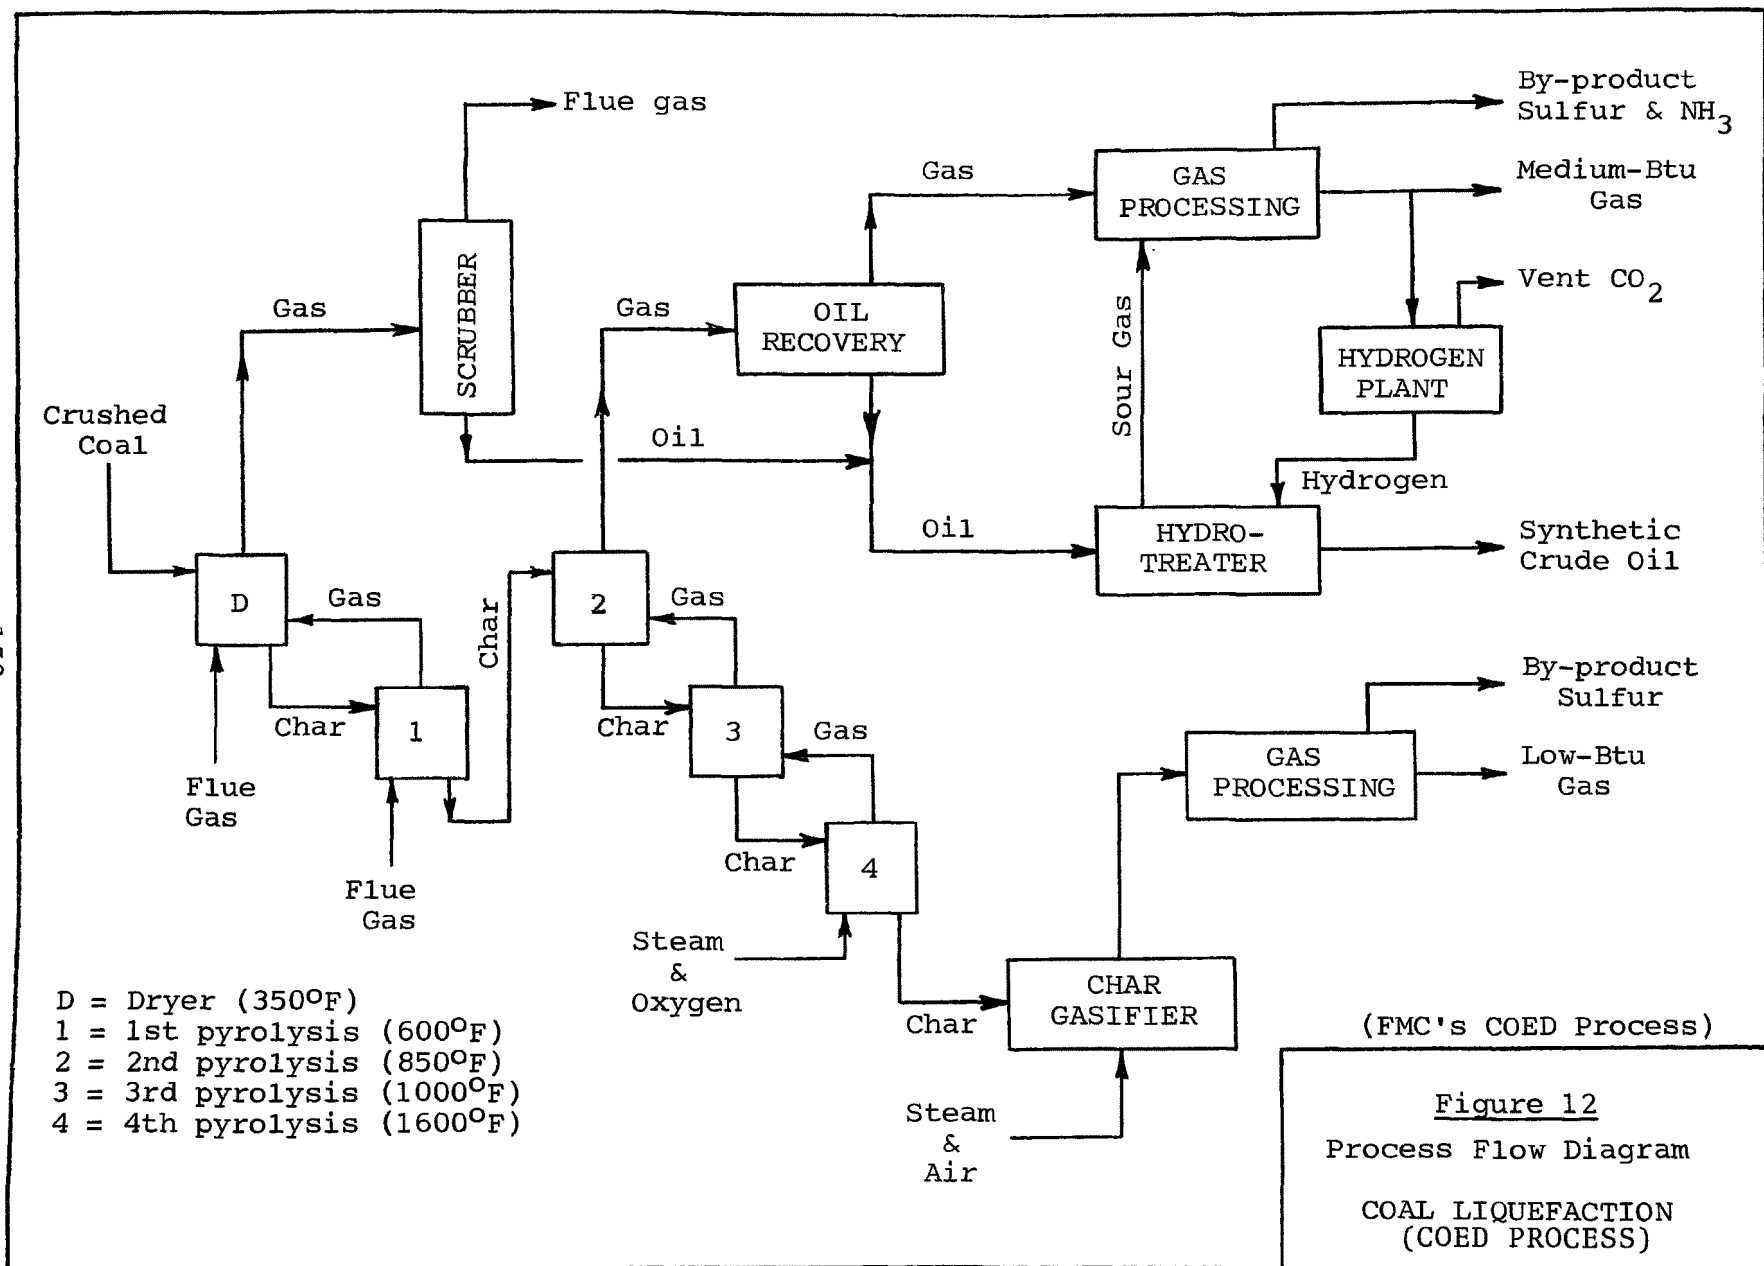 Flue gas
By-product
Sulfur & NH3
Gas
GAS
PROCESSING
Medium-Btu
Gas
SCRUBBER
Gas
Gas
OIL
RECOVERY
Sour Gas
Vent CO2
HYDROGEN
PLANT
Crushed
Coal
Oil
Hydrogen
Oil
HYDRO-
TREATER
Synthetic
Crude Oil
D
Gas
Char
2
Gas
Char
1
Char
3
Gas
By-product
Sulfur
GAS
PROCESSING
Low-Btu
Gas
Flue
Gas
Char
4
Flue
Gas
Steam
&
Oxygen
Char
CHAR
GASIFIER
Steam
&
Air
D = Dryer (350°F)
1 = 1st pyrolysis (600°F)
2 = 2nd pyrolysis (850°F)
3 = 3rd pyrolysis (1000°F)
4 = 4th pyrolysis (1600°F)
(FMC's COED Process)
Figure 12
Process Flow Diagram
COAL LIQUEFACTION
(COED PROCESS)